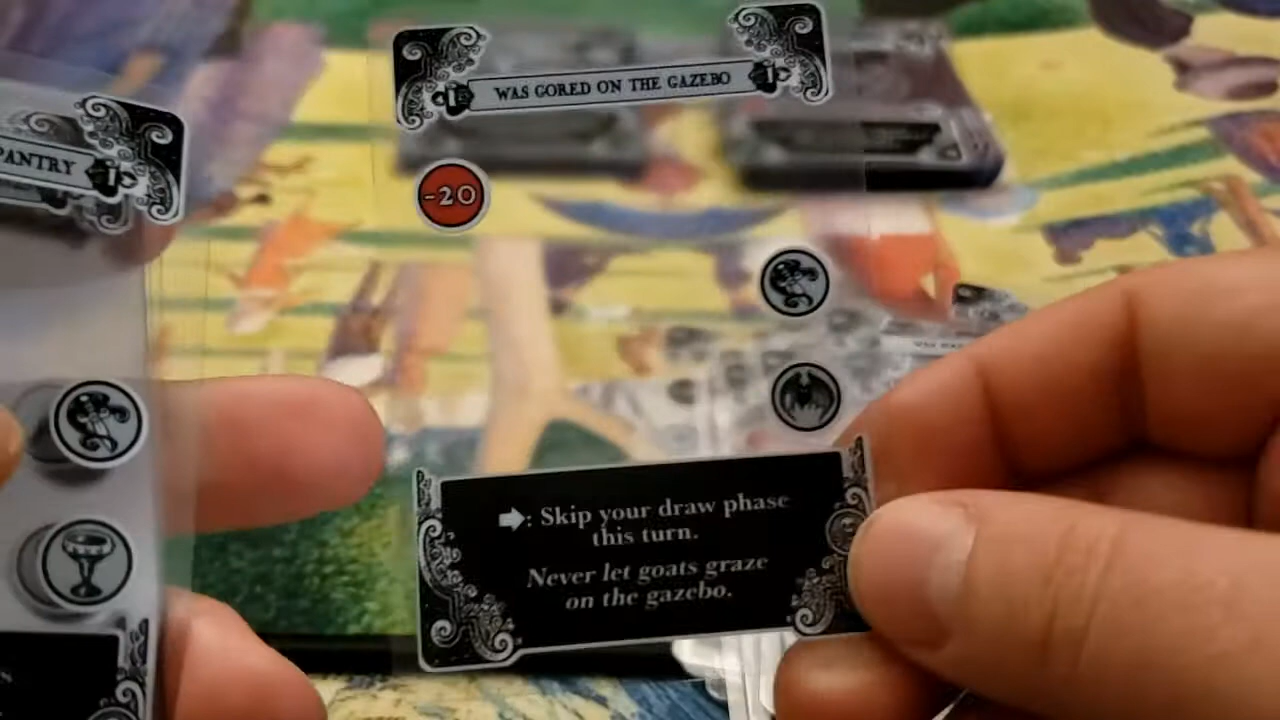 WAS GORED ON THE GAZEBO
PANTRY
-20
: Skip your draw phase
this turn.
Never let goats graze
on the gazebo.
s